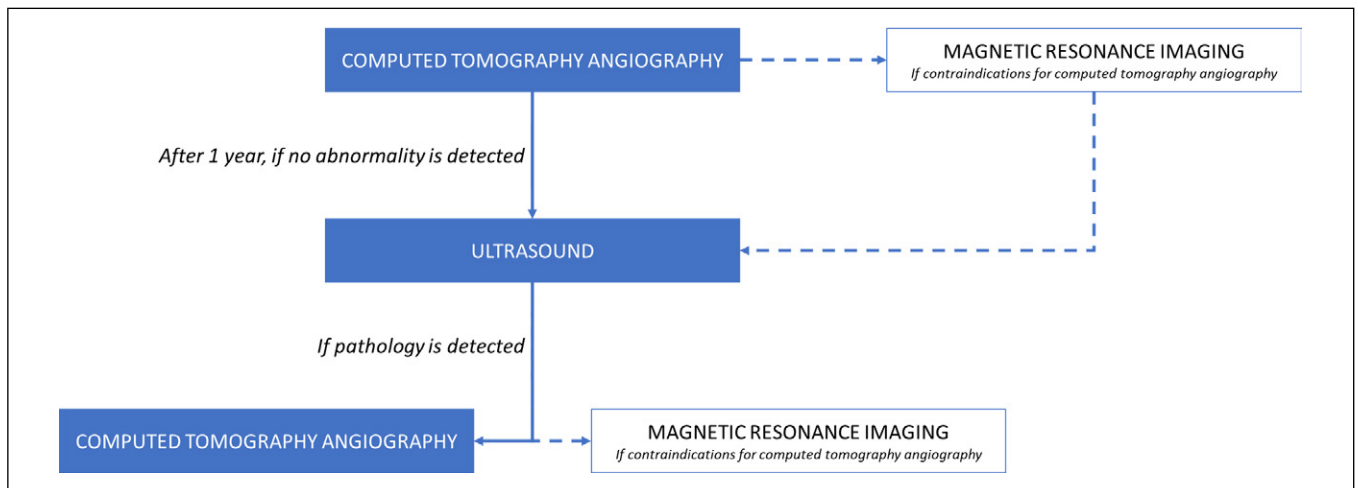 COMPUTED TOMOGRAPHY ANGIOGRAPHY
MAGNETIC RESONANCE IMAGING
If contraindications for computed tomography angiography
After 1 year, if no abnormality is detected
ULTRASOUND
If pathology is detected
COMPUTED TOMOGRAPHY ANGIOGRAPHY
MAGNETIC RESONANCE IMAGING
If contraindications for computed tomography angiography